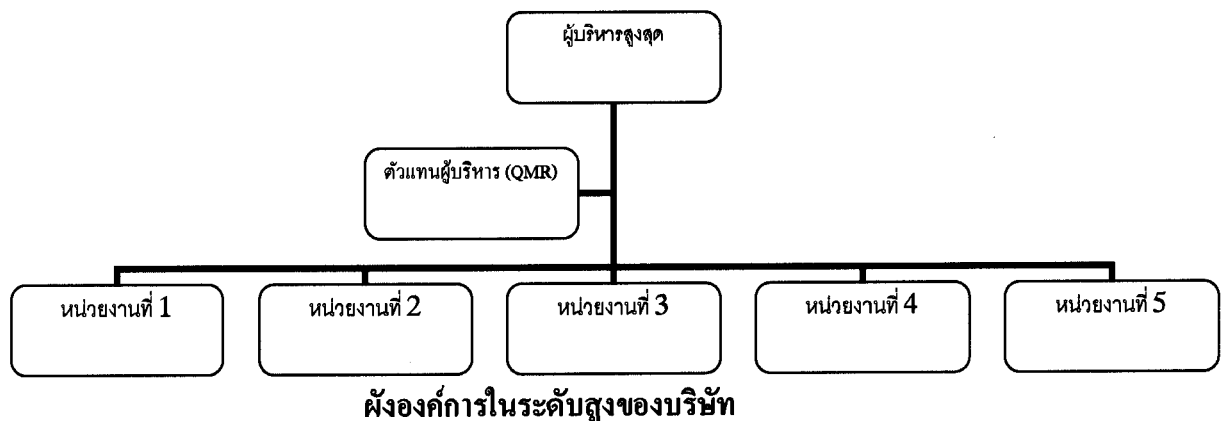 ผู้บริหารสูงสุด
ตัวแทนผู้บริหาร (QMR)
หน่วยงานที่ 1
หน่วยงานที่ 2
หน่วยงานที่ 3
หน่วยงานที่ 4
หน่วยงานที่ 5
ผังองค์การในระดับสูงของบริษัท